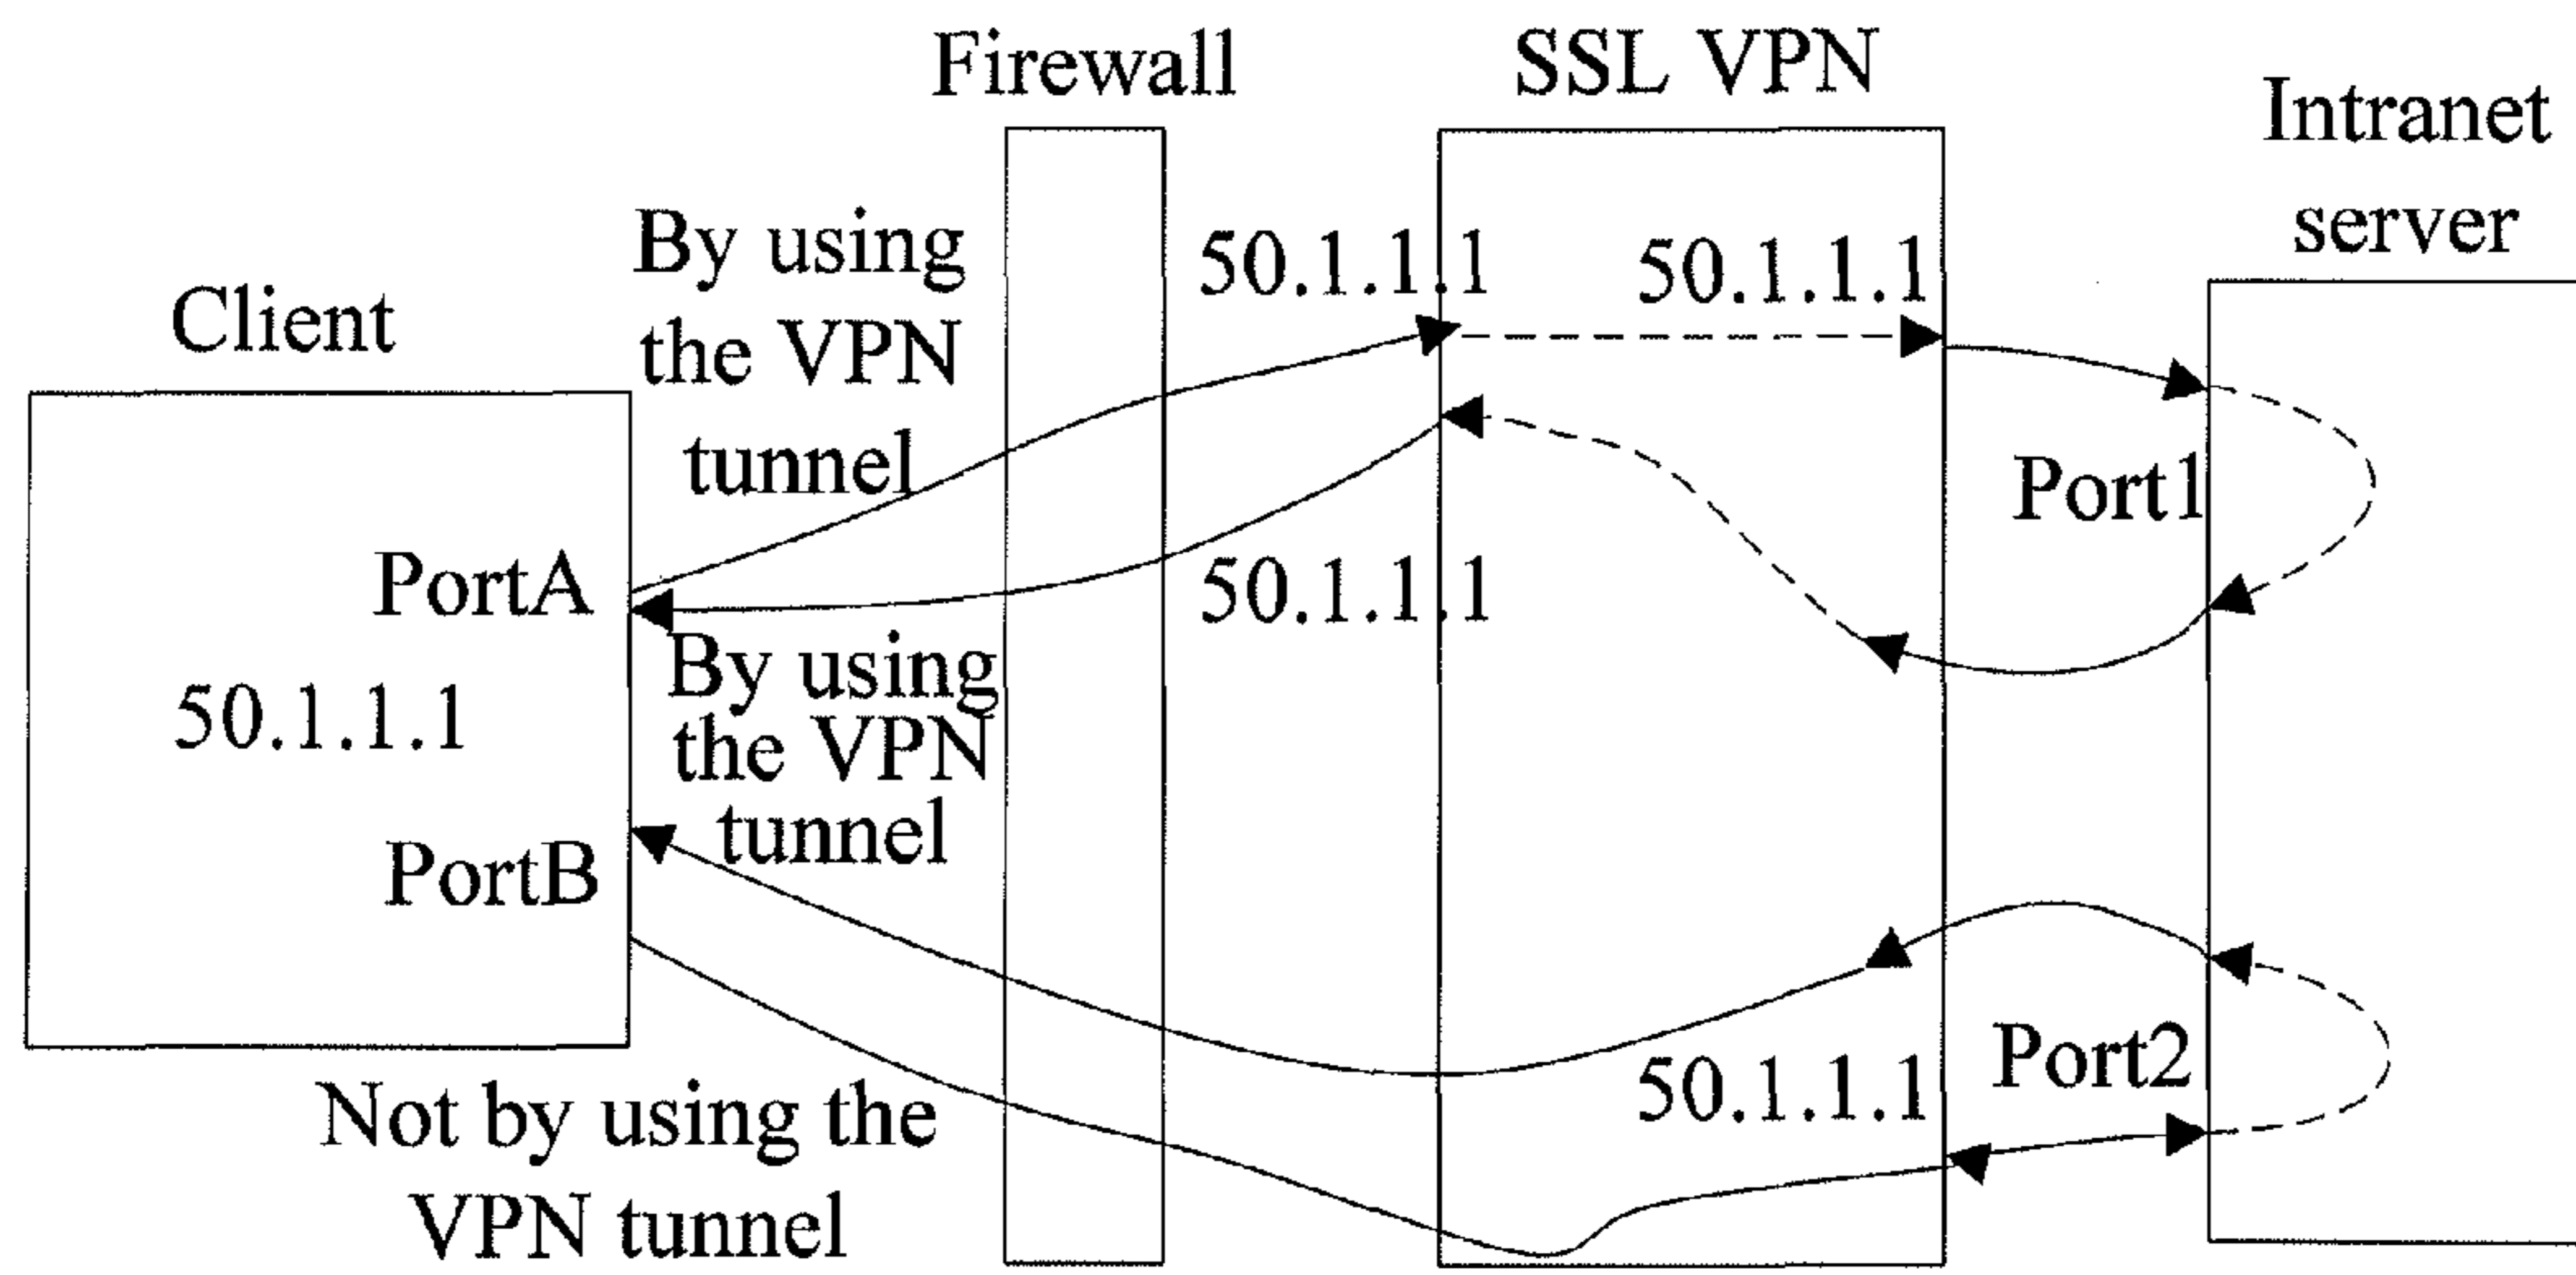 Firewall
SSL VPN
Intranet
server
Client
By using
the VPN
tunnel
50.1.1.1
50.1.1.1
Port1
PortA
50.1.1.1
50.1.1.1
By using
the VPN
tunnel
PortB
Not by using the
VPN tunnel
50.1.1.1
Port2